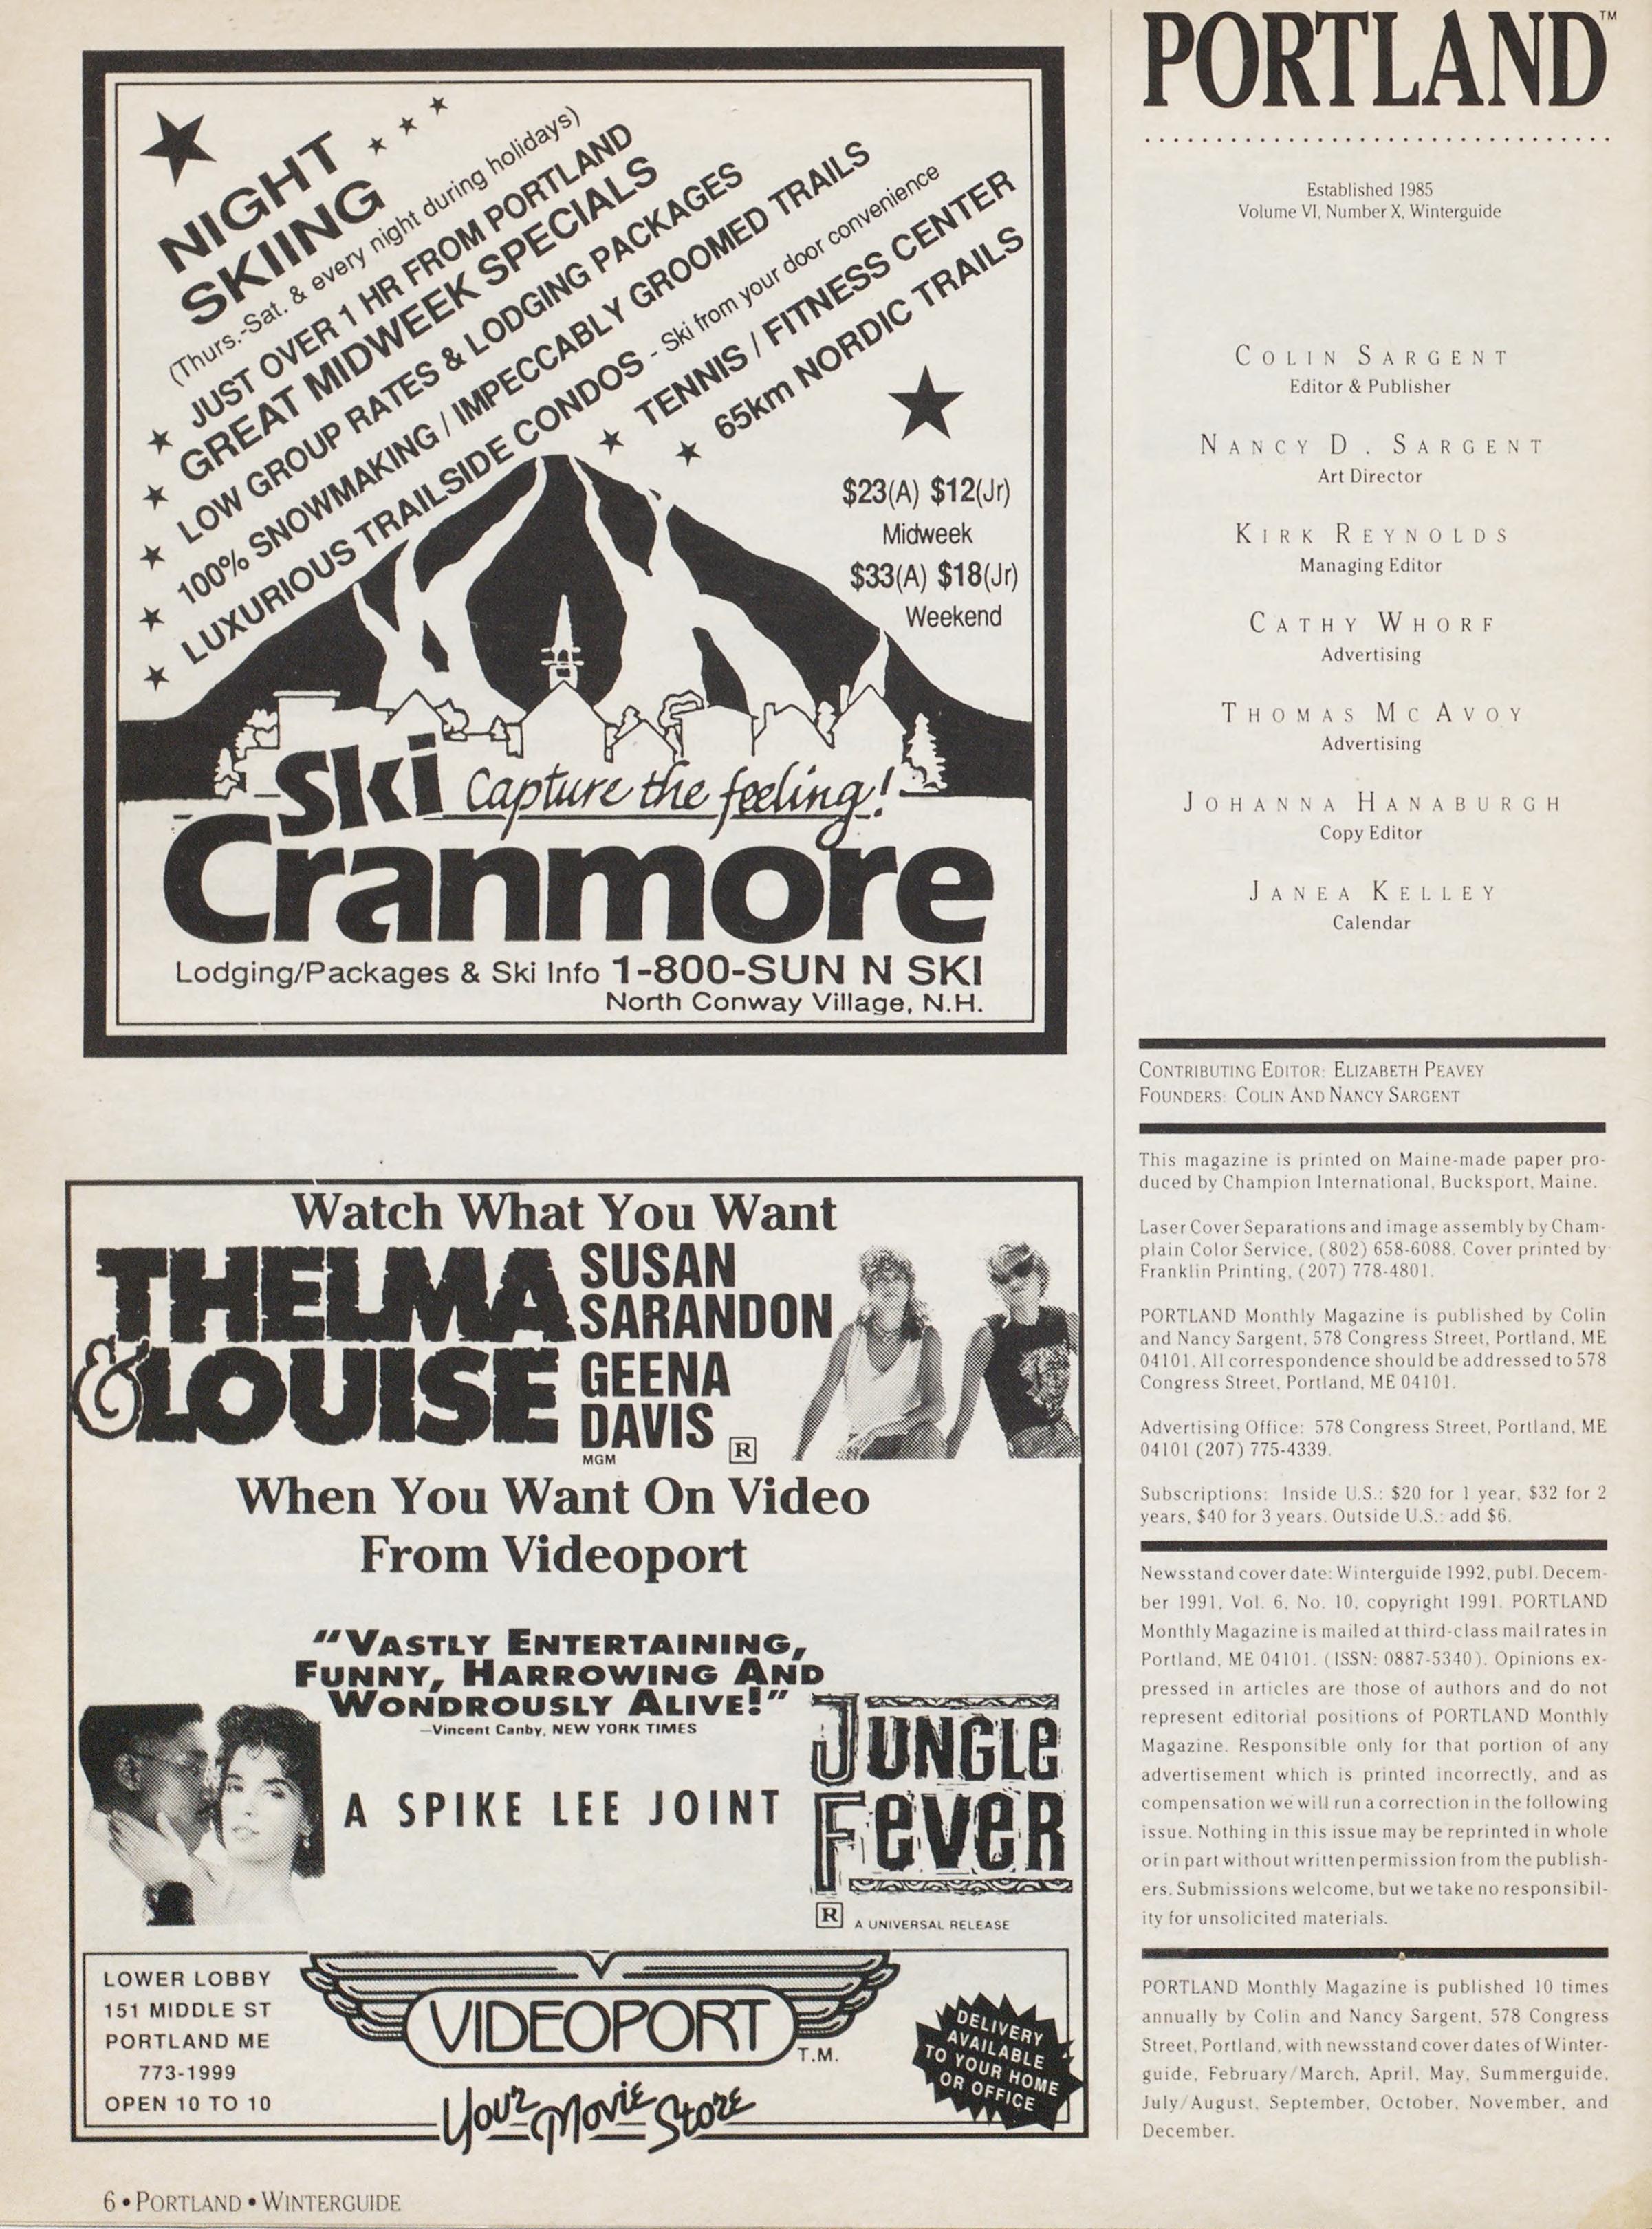 NIGHT
SKIING
(Thurs.-Sat. & every night during holidays)
★ JUST OVER 1 HR FROM PORTLAND
★ GREAT MIDWEEK SPECIALS
★ LOW GROUP RATES & LODGING PACKAGES
★ 100% SNOWMAKING / IMPECCABLY GROOMED TRAILS
★ LUXURIOUS TRAILSIDE CONDOS - Ski from your door convenience
★ TENNIS / FITNESS CENTER
★ 65km NORDIC TRAILS
$23(A) $12(Jr)
Midweek
$33(A) $18(Jr)
Weekend
Ski Capture the feeling!
Cranmore
Lodging/Packages & Ski Info 1-800-SUN N SKI
North Conway Village, N.H.
Watch What You Want
THELMA
& LOUISE
SUSAN
SARANDON
GEENA
DAVIS
MGM
R
When You Want On Video
From Videoport
"VASTLY ENTERTAINING,
FUNNY, HARROWING AND
WONDROUSLY ALIVE!"
—Vincent Canby, NEW YORK TIMES
A SPIKE LEE JOINT
JUNGLE
FEVER
R A UNIVERSAL RELEASE
LOWER LOBBY
151 MIDDLE ST
PORTLAND ME
773-1999
OPEN 10 TO 10
VIDEOPORT
T.M.
Your Movie Store
DELIVERY
AVAILABLE
TO YOUR HOME
OR OFFICE
PORTLAND™
Established 1985
Volume VI, Number X, Winterguide
COLIN SARGENT
Editor & Publisher
NANCY D. SARGENT
Art Director
KIRK REYNOLDS
Managing Editor
CATHY WHORF
Advertising
THOMAS MCAVOY
Advertising
JOHANNA HANABURGH
Copy Editor
JANEA KELLEY
Calendar
CONTRIBUTING EDITOR: ELIZABETH PEAVEY
FOUNDERS: COLIN AND NANCY SARGENT
This magazine is printed on Maine-made paper pro-
duced by Champion International, Bucksport, Maine.
Laser Cover Separations and image assembly by Cham-
plain Color Service, (802) 658-6088. Cover printed by
Franklin Printing, (207) 778-4801.
PORTLAND Monthly Magazine is published by Colin
and Nancy Sargent, 578 Congress Street, Portland, ME
04101. All correspondence should be addressed to 578
Congress Street, Portland, ME 04101.
Advertising Office: 578 Congress Street, Portland, ME
04101 (207) 775-4339.
Subscriptions: Inside U.S.: $20 for 1 year, $32 for 2
years, $40 for 3 years. Outside U.S.: add $6.
Newsstand cover date: Winterguide 1992, publ. Decem-
ber 1991, Vol. 6, No. 10, copyright 1991. PORTLAND
Monthly Magazine is mailed at third-class mail rates in
Portland, ME 04101. (ISSN: 0887-5340). Opinions ex-
pressed in articles are those of authors and do not
represent editorial positions of PORTLAND Monthly
Magazine. Responsible only for that portion of any
advertisement which is printed incorrectly, and as
compensation we will run a correction in the following
issue. Nothing in this issue may be reprinted in whole
or in part without written permission from the publish-
ers. Submissions welcome, but we take no responsibil-
ity for unsolicited materials.
PORTLAND Monthly Magazine is published 10 times
annually by Colin and Nancy Sargent, 578 Congress
Street, Portland, with newsstand cover dates of Winter-
guide, February/March, April, May, Summerguide,
July/August, September, October, November, and
December.
6 • PORTLAND • WINTERGUIDE